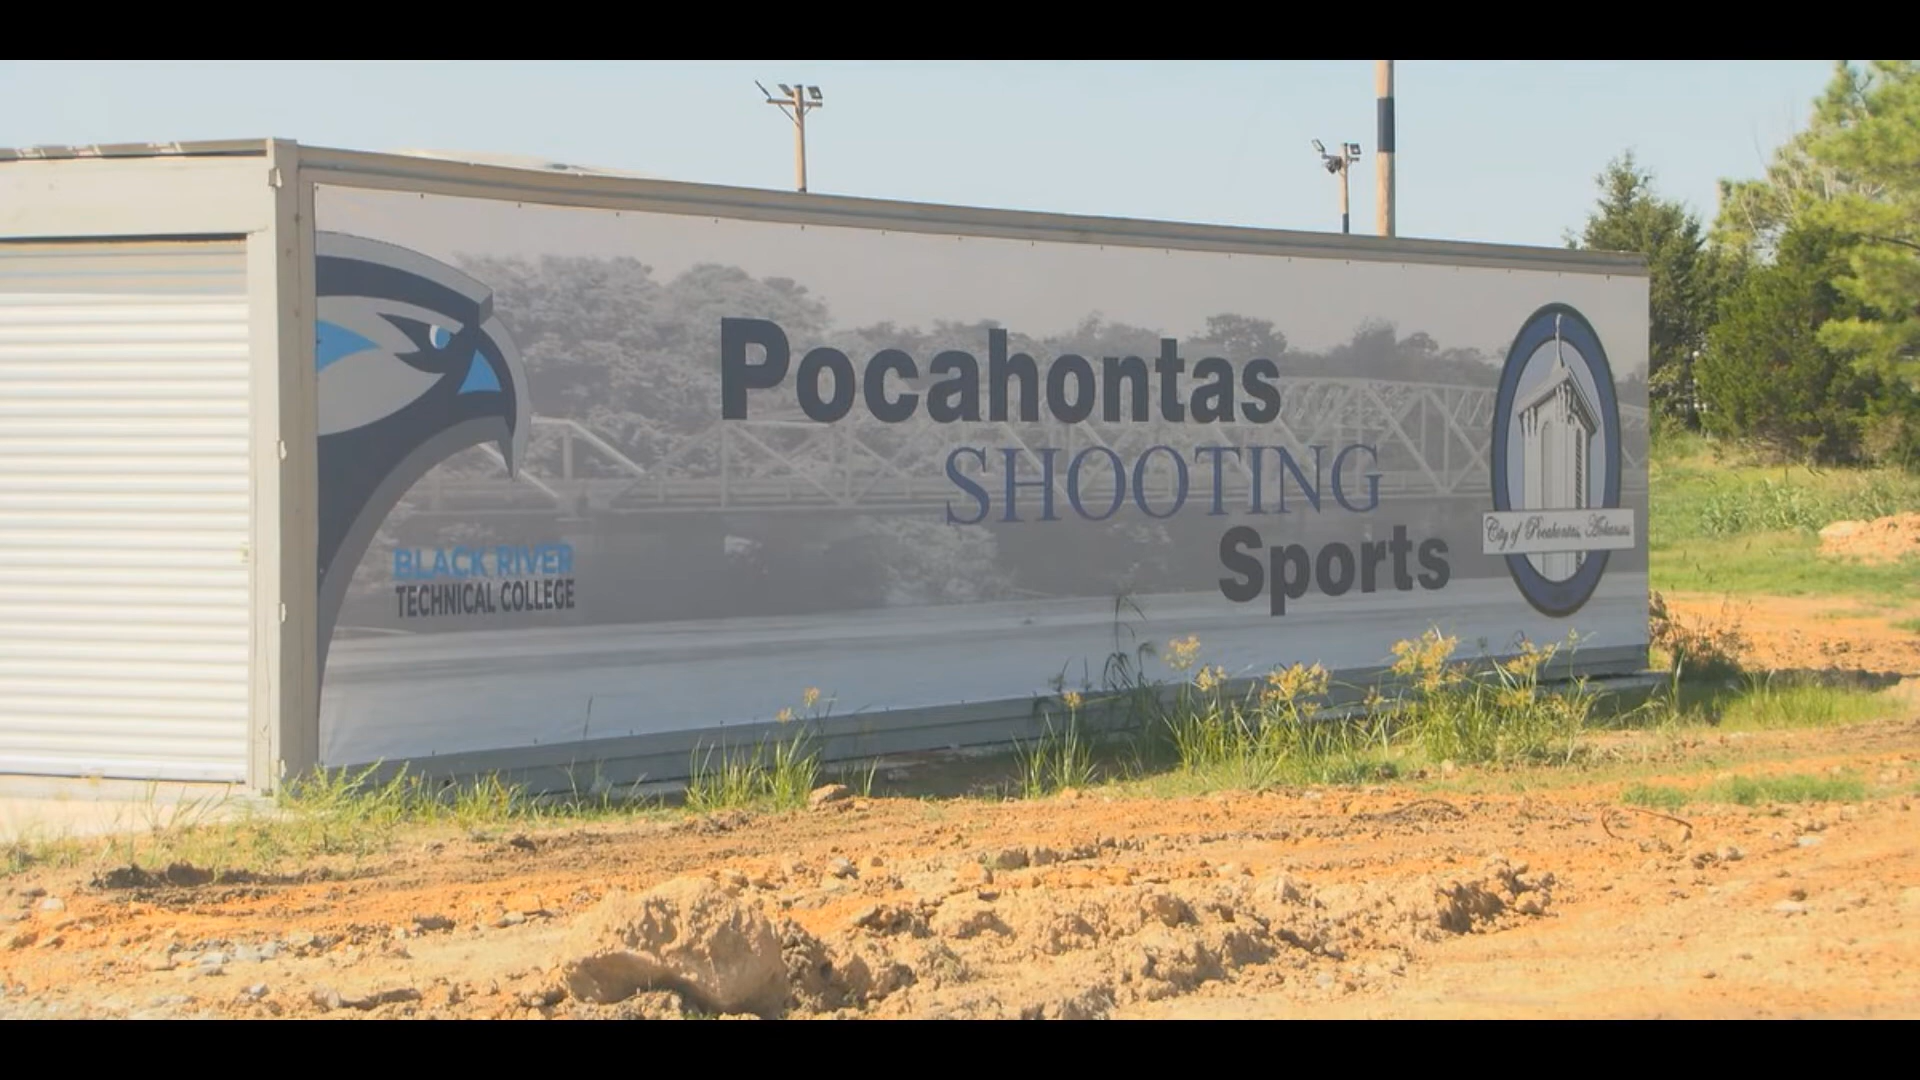 Pocahontas
SHOOTING
Sports
BLACK RIVER
TECHNICAL COLLEGE
City of Pocahontas, Arkansas